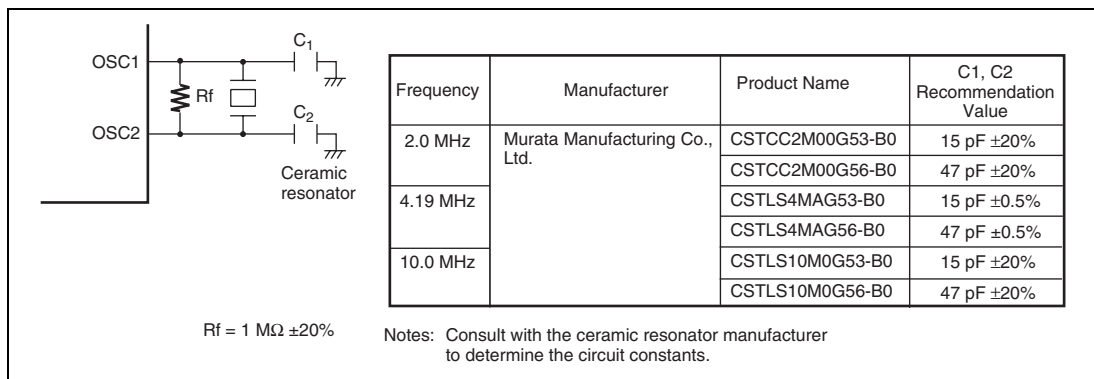 OSC1
OSC2
Rf
C1
C2
Ceramic
resonator
Rf = 1 MΩ ±20%
Frequency Manufacturer Product Name C1, C2
Recommendation
Value
2.0 MHz Murata Manufacturing Co.,
Ltd. CSTCC2M00G53-B0 15 pF ±20%
CSTCC2M00G56-B0 47 pF ±20%
4.19 MHz CSTLS4MAG53-B0 15 pF ±0.5%
CSTLS4MAG56-B0 47 pF ±0.5%
10.0 MHz CSTLS10M0G53-B0 15 pF ±20%
CSTLS10M0G56-B0 47 pF ±20%
Notes: Consult with the ceramic resonator manufacturer
to determine the circuit constants.